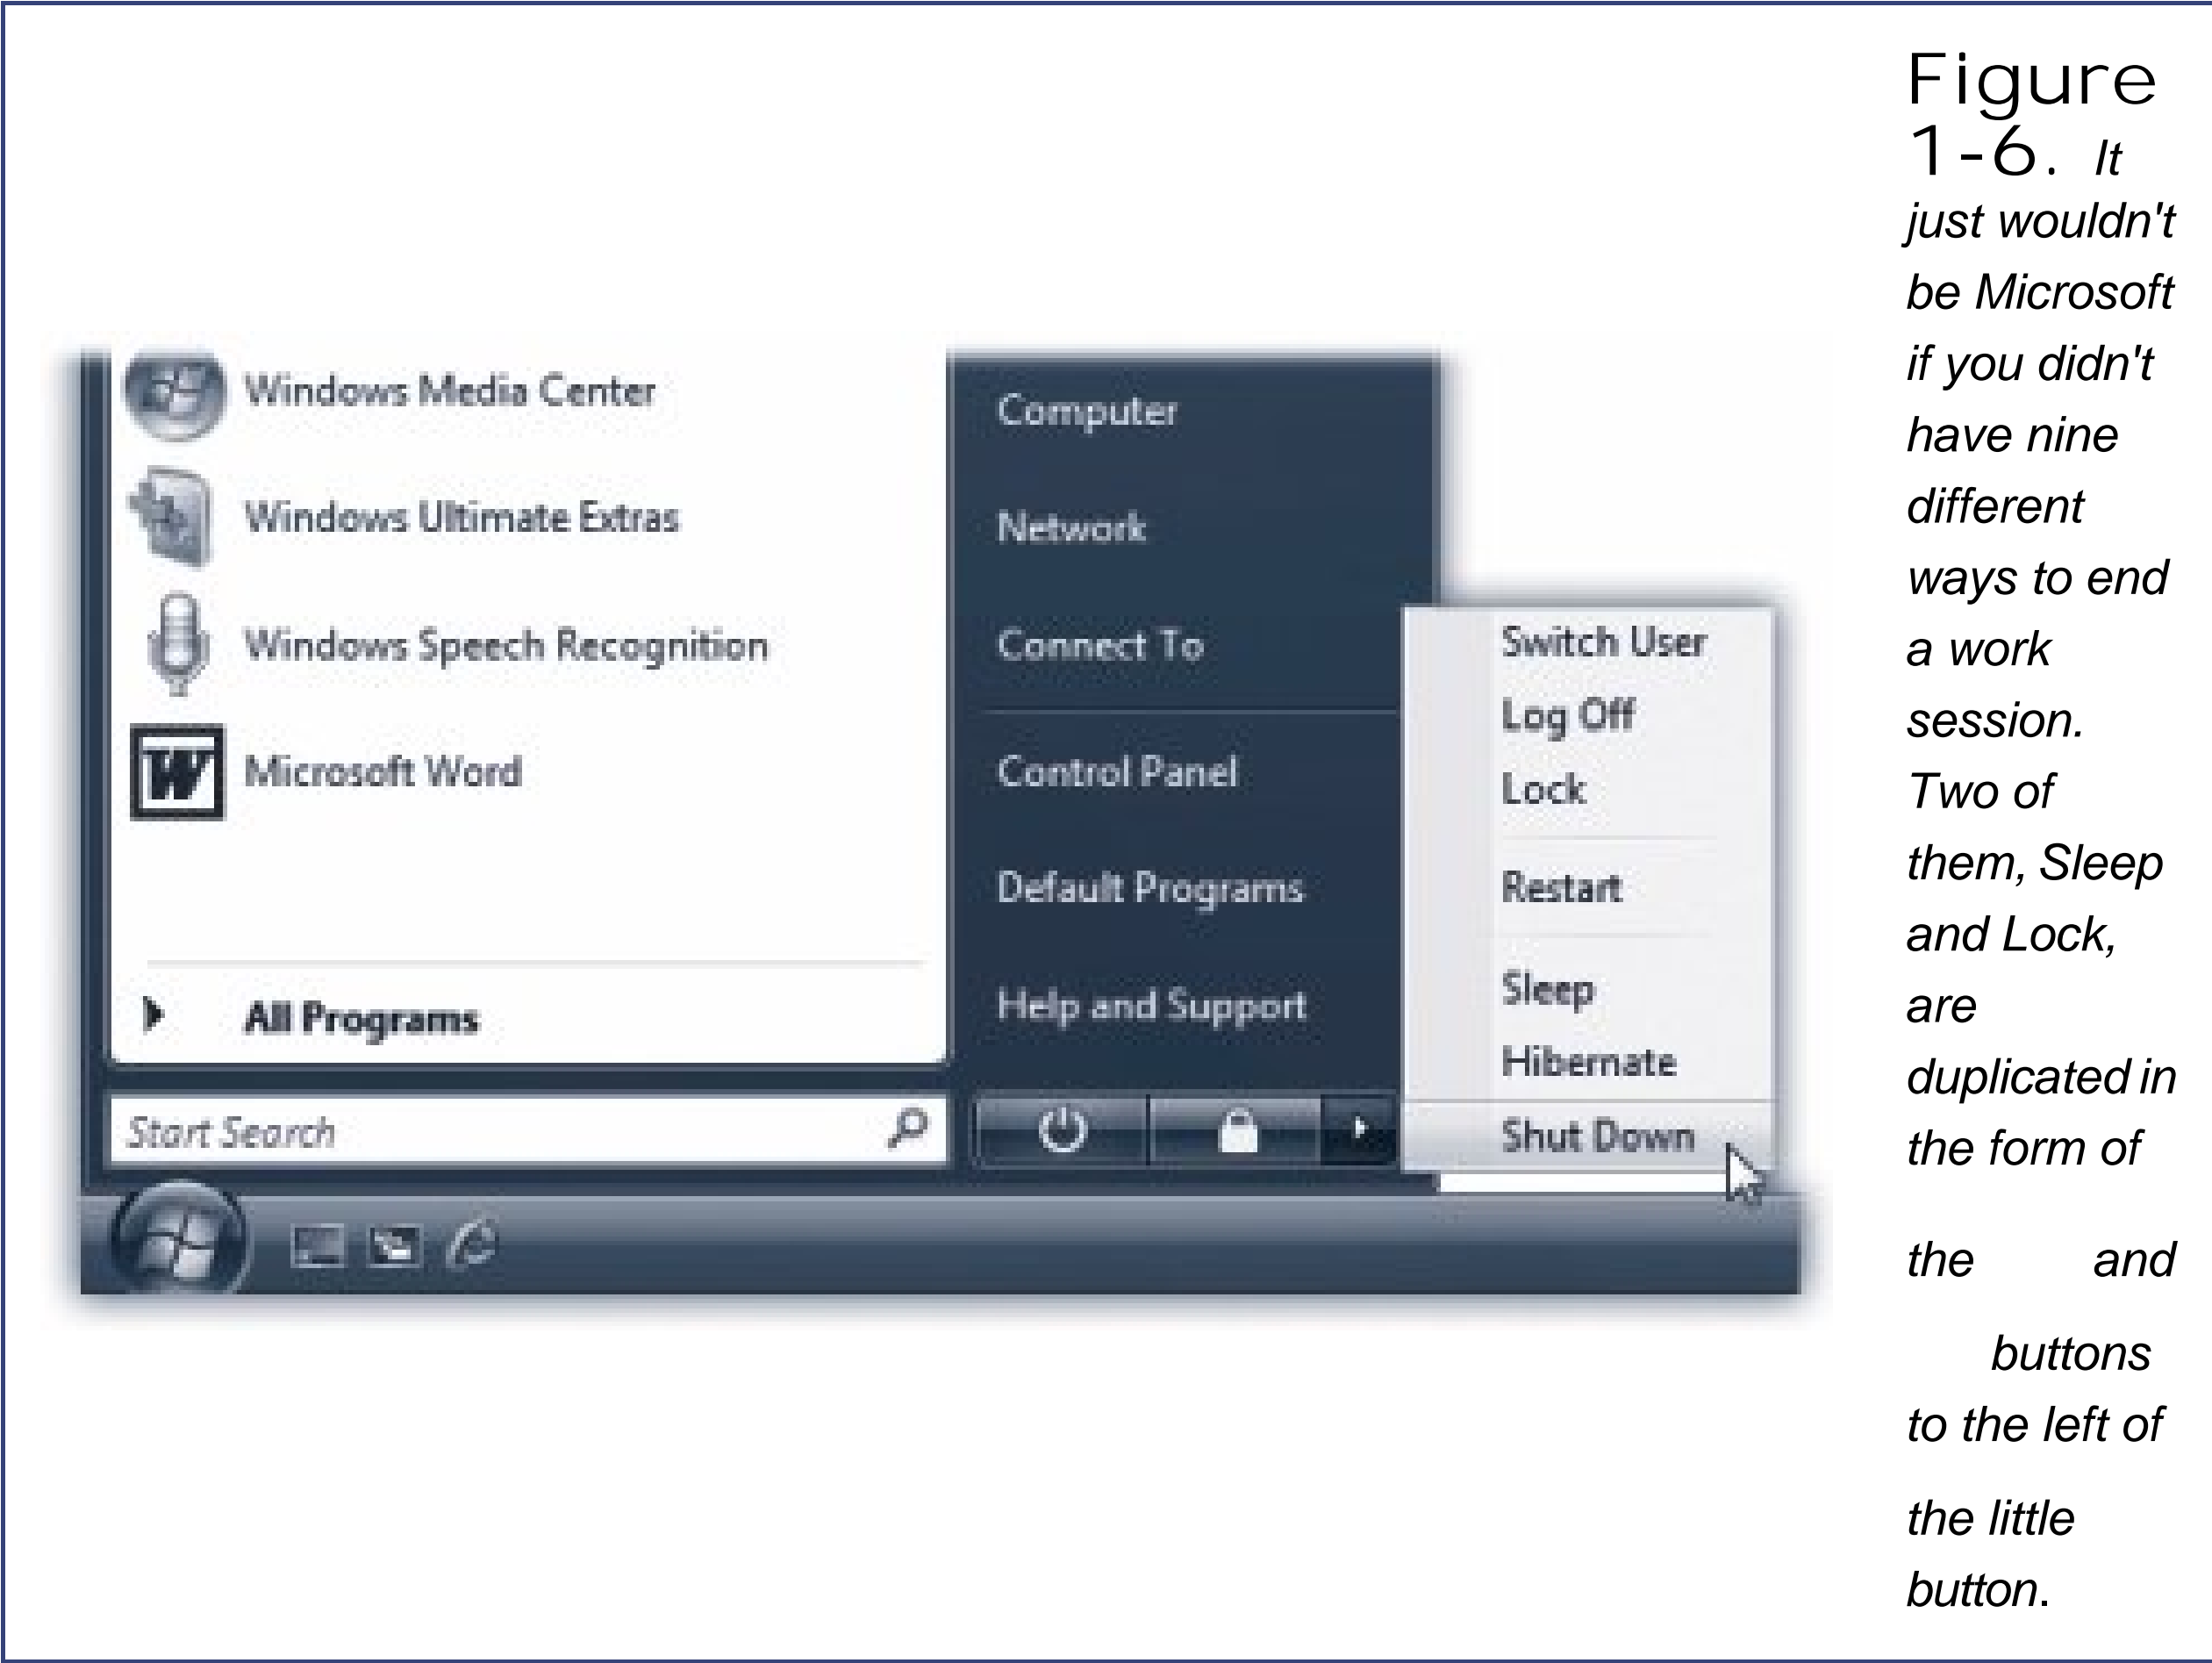 Windows Media Center
Windows Ultimate Extras
Windows Speech Recognition
W Microsoft Word
All Programs
Start Search
Computer
Network
Connect To
Control Panel
Default Programs
Help and Support
Switch User
Log Off
Lock
Restart
Sleep
Hibernate
Shut Down
Figure
1-6. It
just wouldn't
be Microsoft
if you didn't
have nine
different
ways to end
a work
session.
Two of
them, Sleep
and Lock,
are
duplicated in
the form of
the and
buttons
to the left of
the little
button.